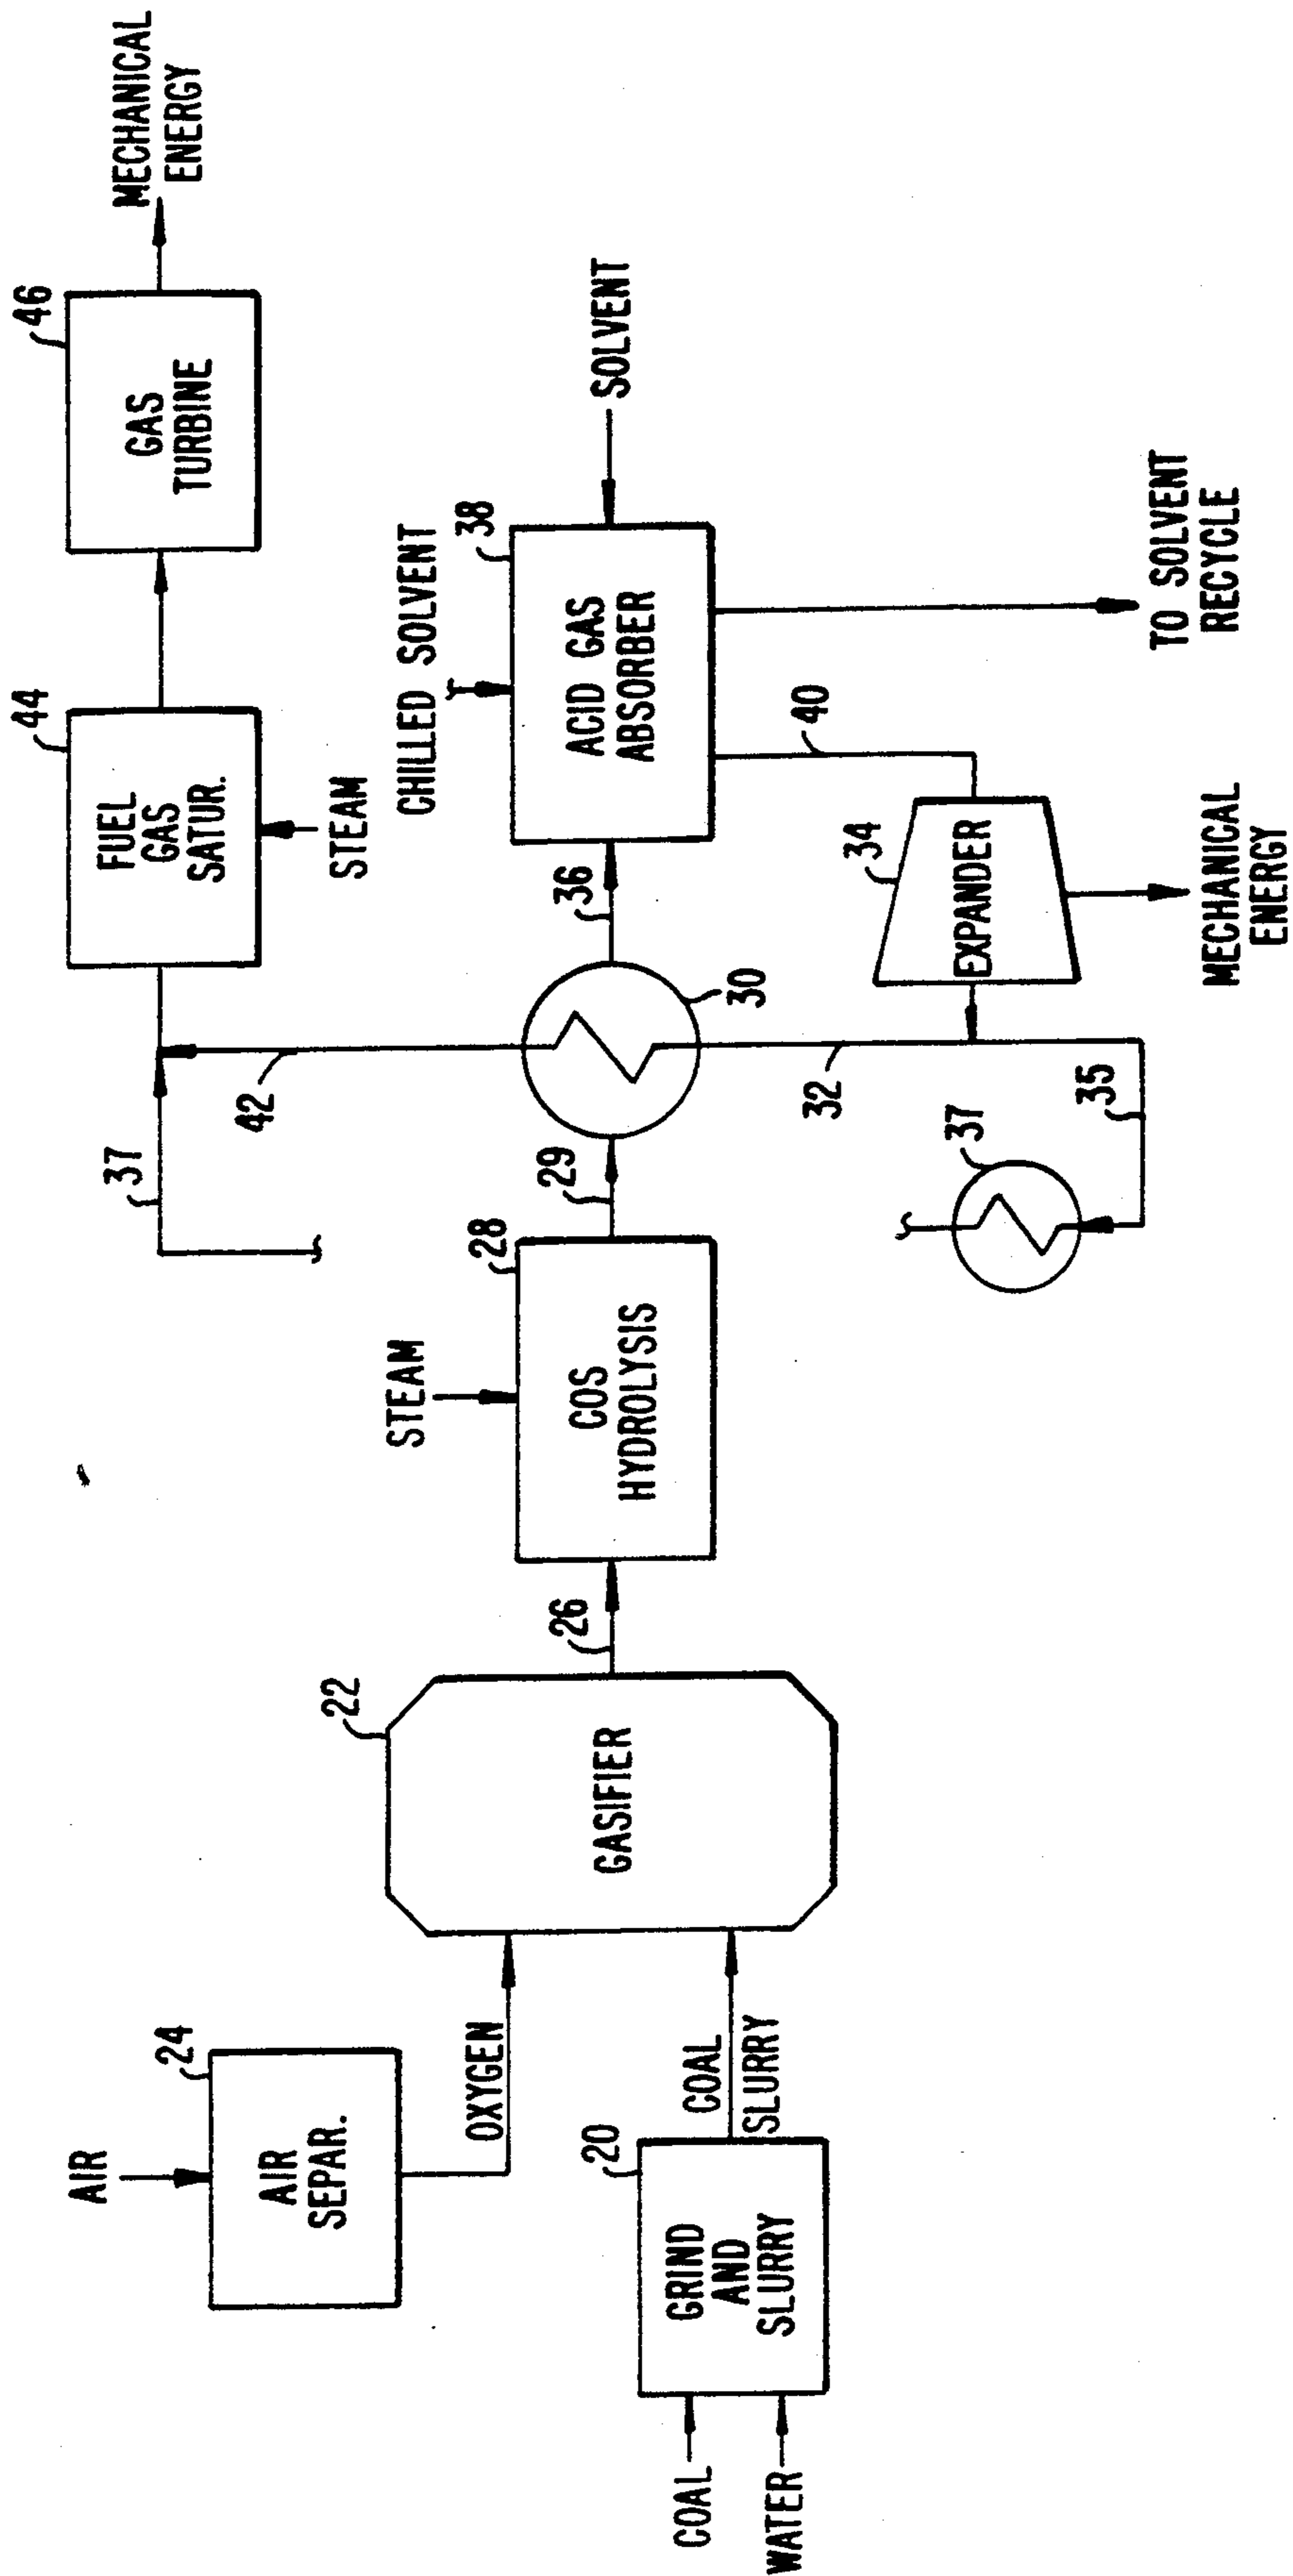 AIR
24
AIR
SEPAR.
OXYGEN
COAL
WATER
20
GRIND
AND
SLURRY
COAL
SLURRY
22
GASIFIER
26
STEAM
28
COS
HYDROLYSIS
29
30
37
42
32
35
37
36
CHILLED SOLVENT
38
ACID GAS
ABSORBER
SOLVENT
40
34
EXPANDER
MECHANICAL
ENERGY
TO SOLVENT
RECYCLE
44
FUEL
GAS
SATUR.
STEAM
46
GAS
TURBINE
MECHANICAL
ENERGY